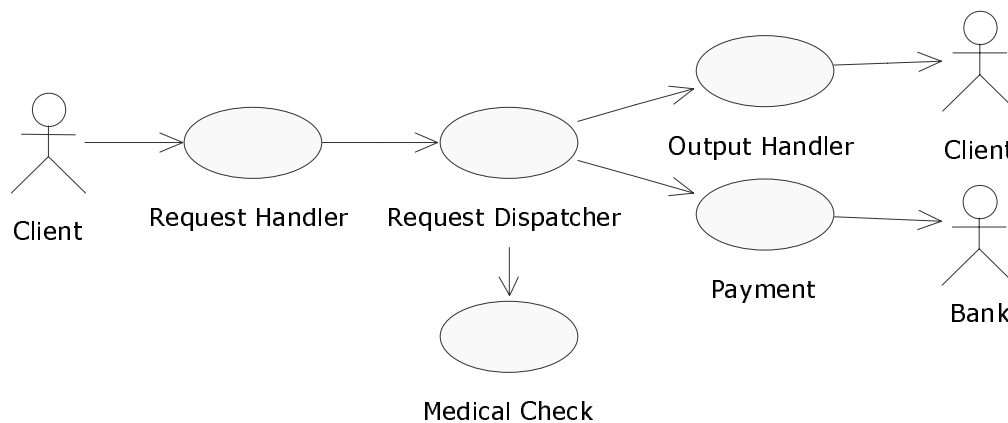 Client
Request Handler
Request Dispatcher
Output Handler
Client
Payment
Bank
Medical Check